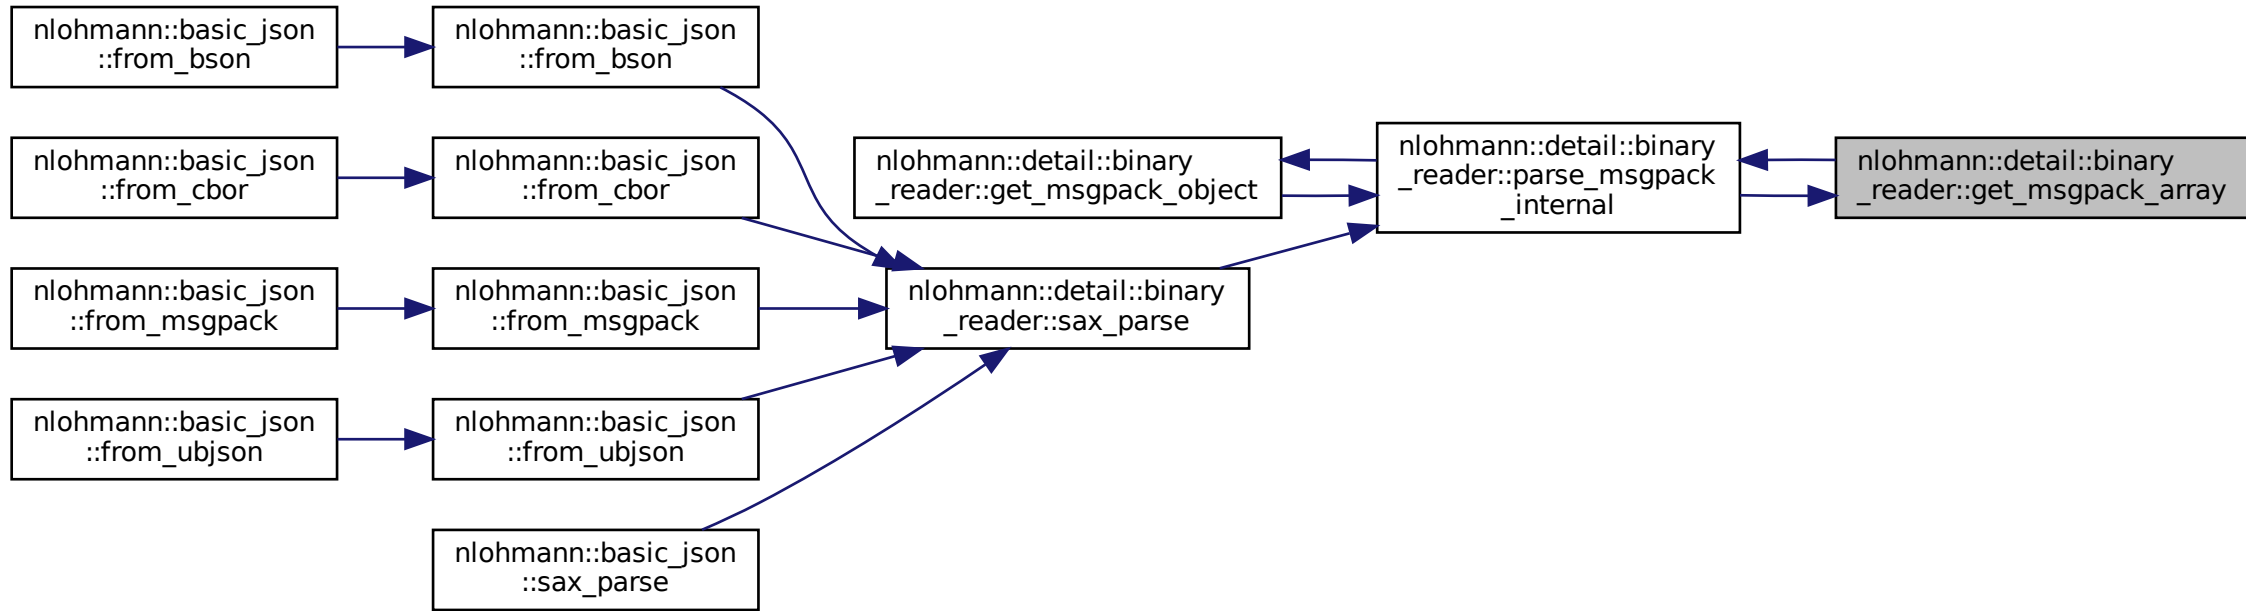 nlohmann::basic_json
::from_bson
nlohmann::basic_json
::from_bson
nlohmann::basic_json
::from_cbor
nlohmann::basic_json
::from_cbor
nlohmann::detail::binary
_reader::get_msgpack_object
nlohmann::detail::binary
_reader::parse_msgpack
_internal
nlohmann::detail::binary
_reader::get_msgpack_array
nlohmann::basic_json
::from_msgpack
nlohmann::basic_json
::from_msgpack
nlohmann::detail::binary
_reader::sax_parse
nlohmann::basic_json
::from_ubjson
nlohmann::basic_json
::from_ubjson
nlohmann::basic_json
::sax_parse